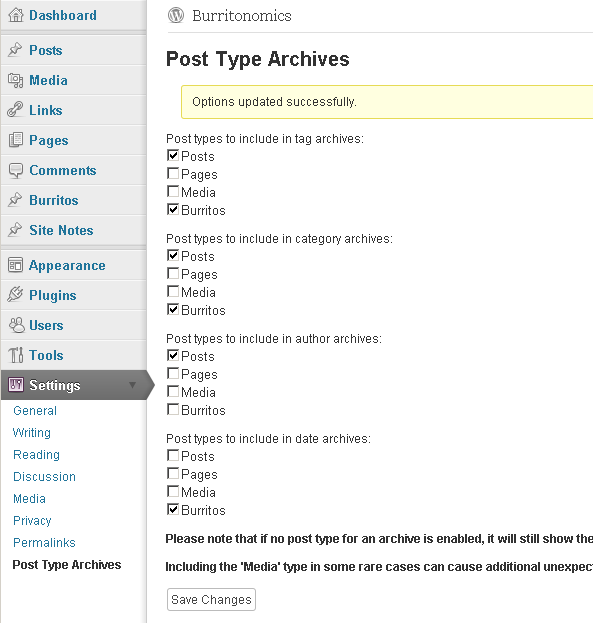 Dashboard
Posts
Media
Links
Pages
Comments
Burritos
Site Notes
Appearance
Plugins
Users
Tools
Settings
General
Writing
Reading
Discussion
Media
Privacy
Permalinks
Post Type Archives
Burritonomics
Post Type Archives
Options updated successfully.
Post types to include in tag archives:
Posts
Pages
Media
Burritos
Post types to include in category archives:
Posts
Pages
Media
Burritos
Post types to include in author archives:
Posts
Pages
Media
Burritos
Post types to include in date archives:
Posts
Pages
Media
Burritos
Please note that if no post type for an archive is enabled, it will still show the
Including the 'Media' type in some rare cases can cause additional unexpect
Save Changes